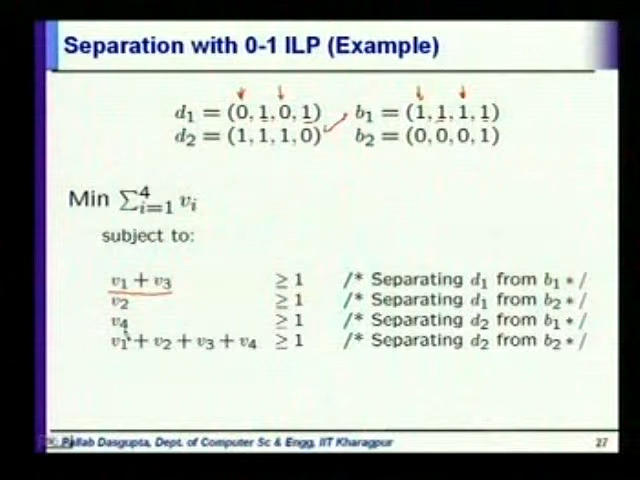 Separation with 0-1 ILP (Example)
d₁ = (0, 1, 0, 1) b₁ = (1, 1, 1, 1)
d₂ = (1, 1, 1, 0) b₂ = (0, 0, 0, 1)
Min ∑⁴ᵢ₌₁ vᵢ
subject to:
v₁ + v₃ ≥ 1 /* Separating d₁ from b₁ */
v₂ ≥ 1 /* Separating d₁ from b₂ */
v₄ ≥ 1 /* Separating d₂ from b₁ */
v₁ + v₂ + v₃ + v₄ ≥ 1 /* Separating d₂ from b₂ */
Pallab Dasgupta, Dept. of Computer Sc & Engg, IIT Kharagpur 27